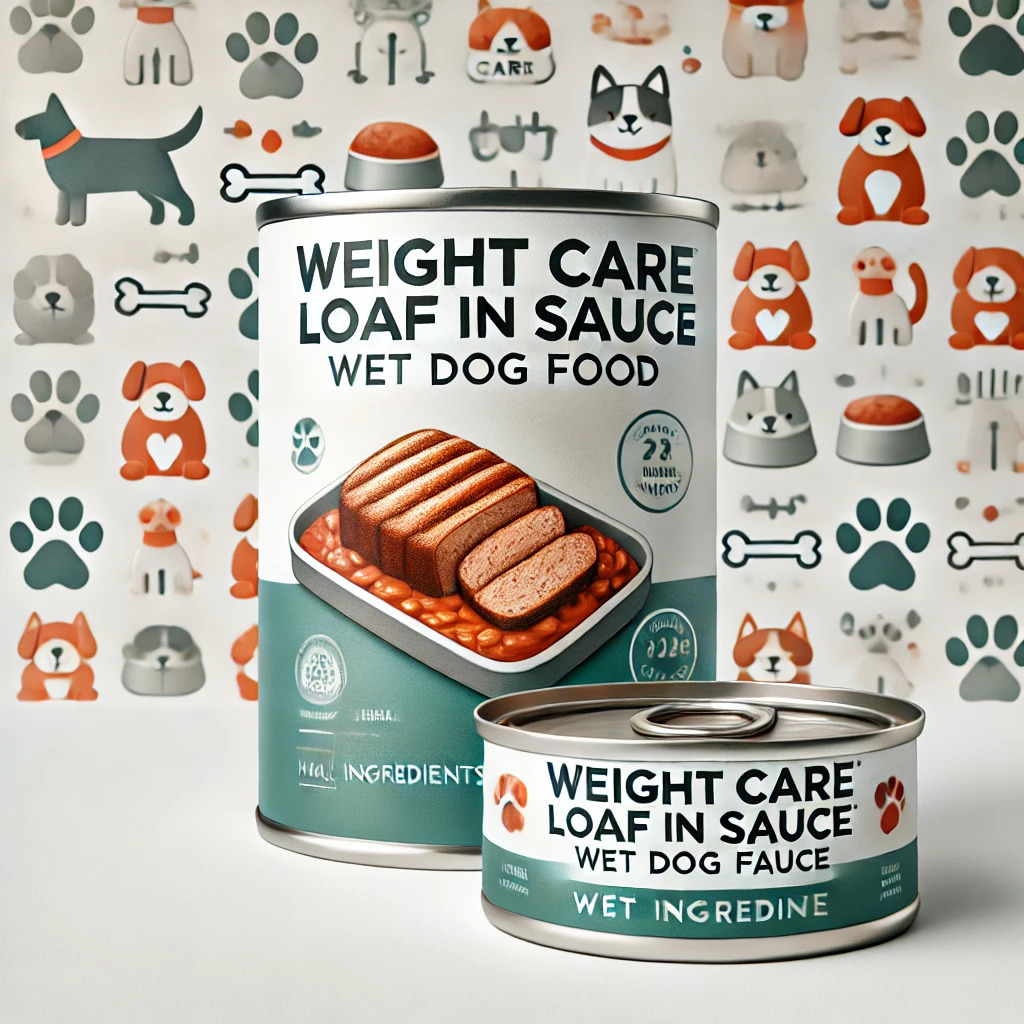 CARE
WEIGHT CARE
LOAF IN SAUCE
WET DOG FOOD
INGREDIENTS
WEIGHT CARE
LOAF IN SAUCE
WET DOG FAUCE
WET INGREDINE